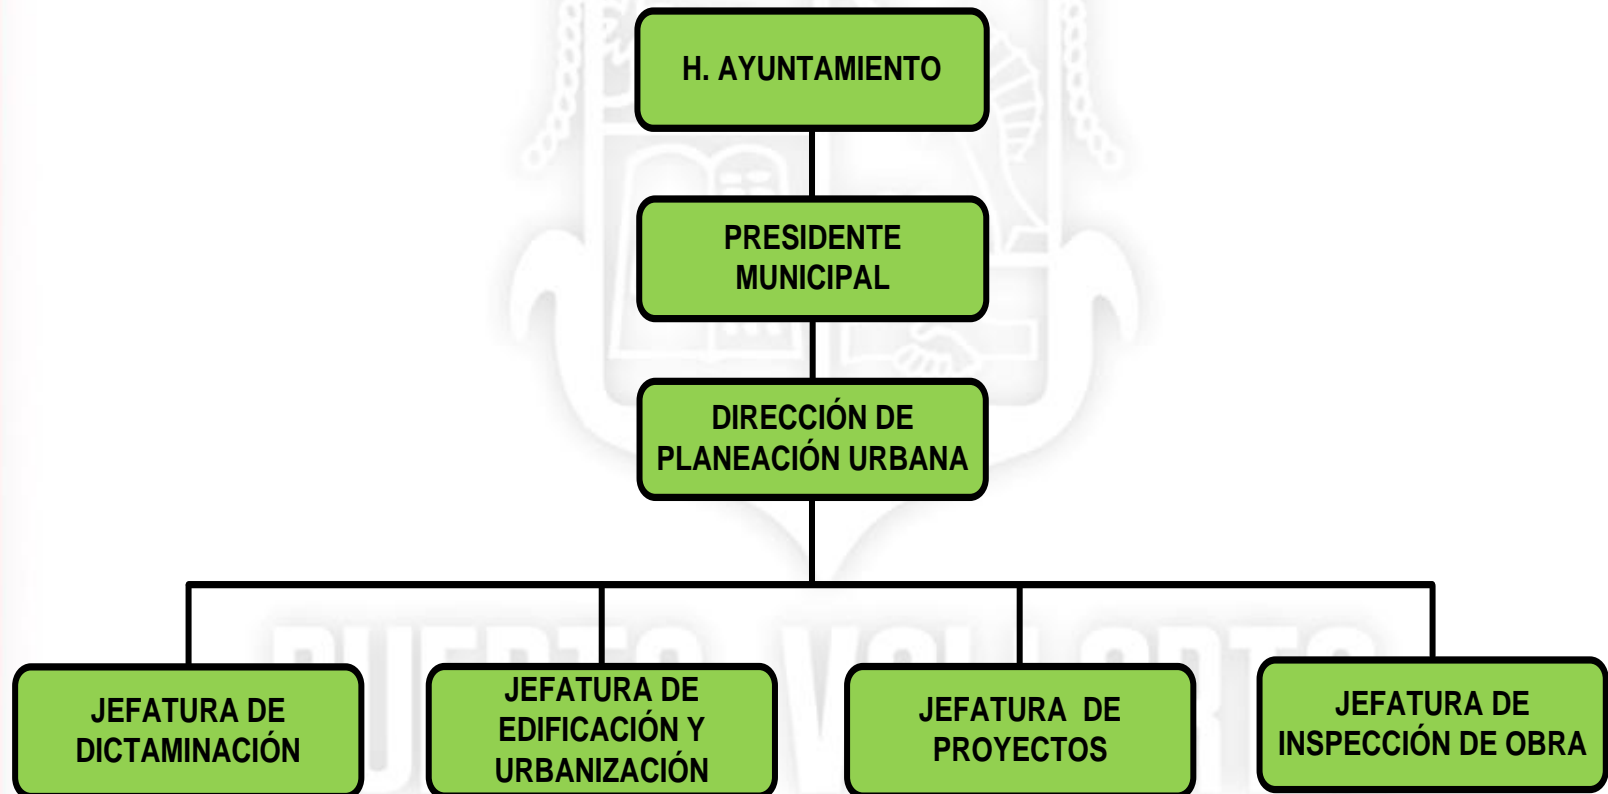 H. AYUNTAMIENTO
PRESIDENTE
MUNICIPAL
DIRECCIÓN DE
PLANEACIÓN URBANA
JEFATURA DE
DICTAMINACIÓN
JEFATURA DE
EDIFICACIÓN Y
URBANIZACIÓN
JEFATURA DE
PROYECTOS
JEFATURA DE
INSPECCIÓN DE OBRA